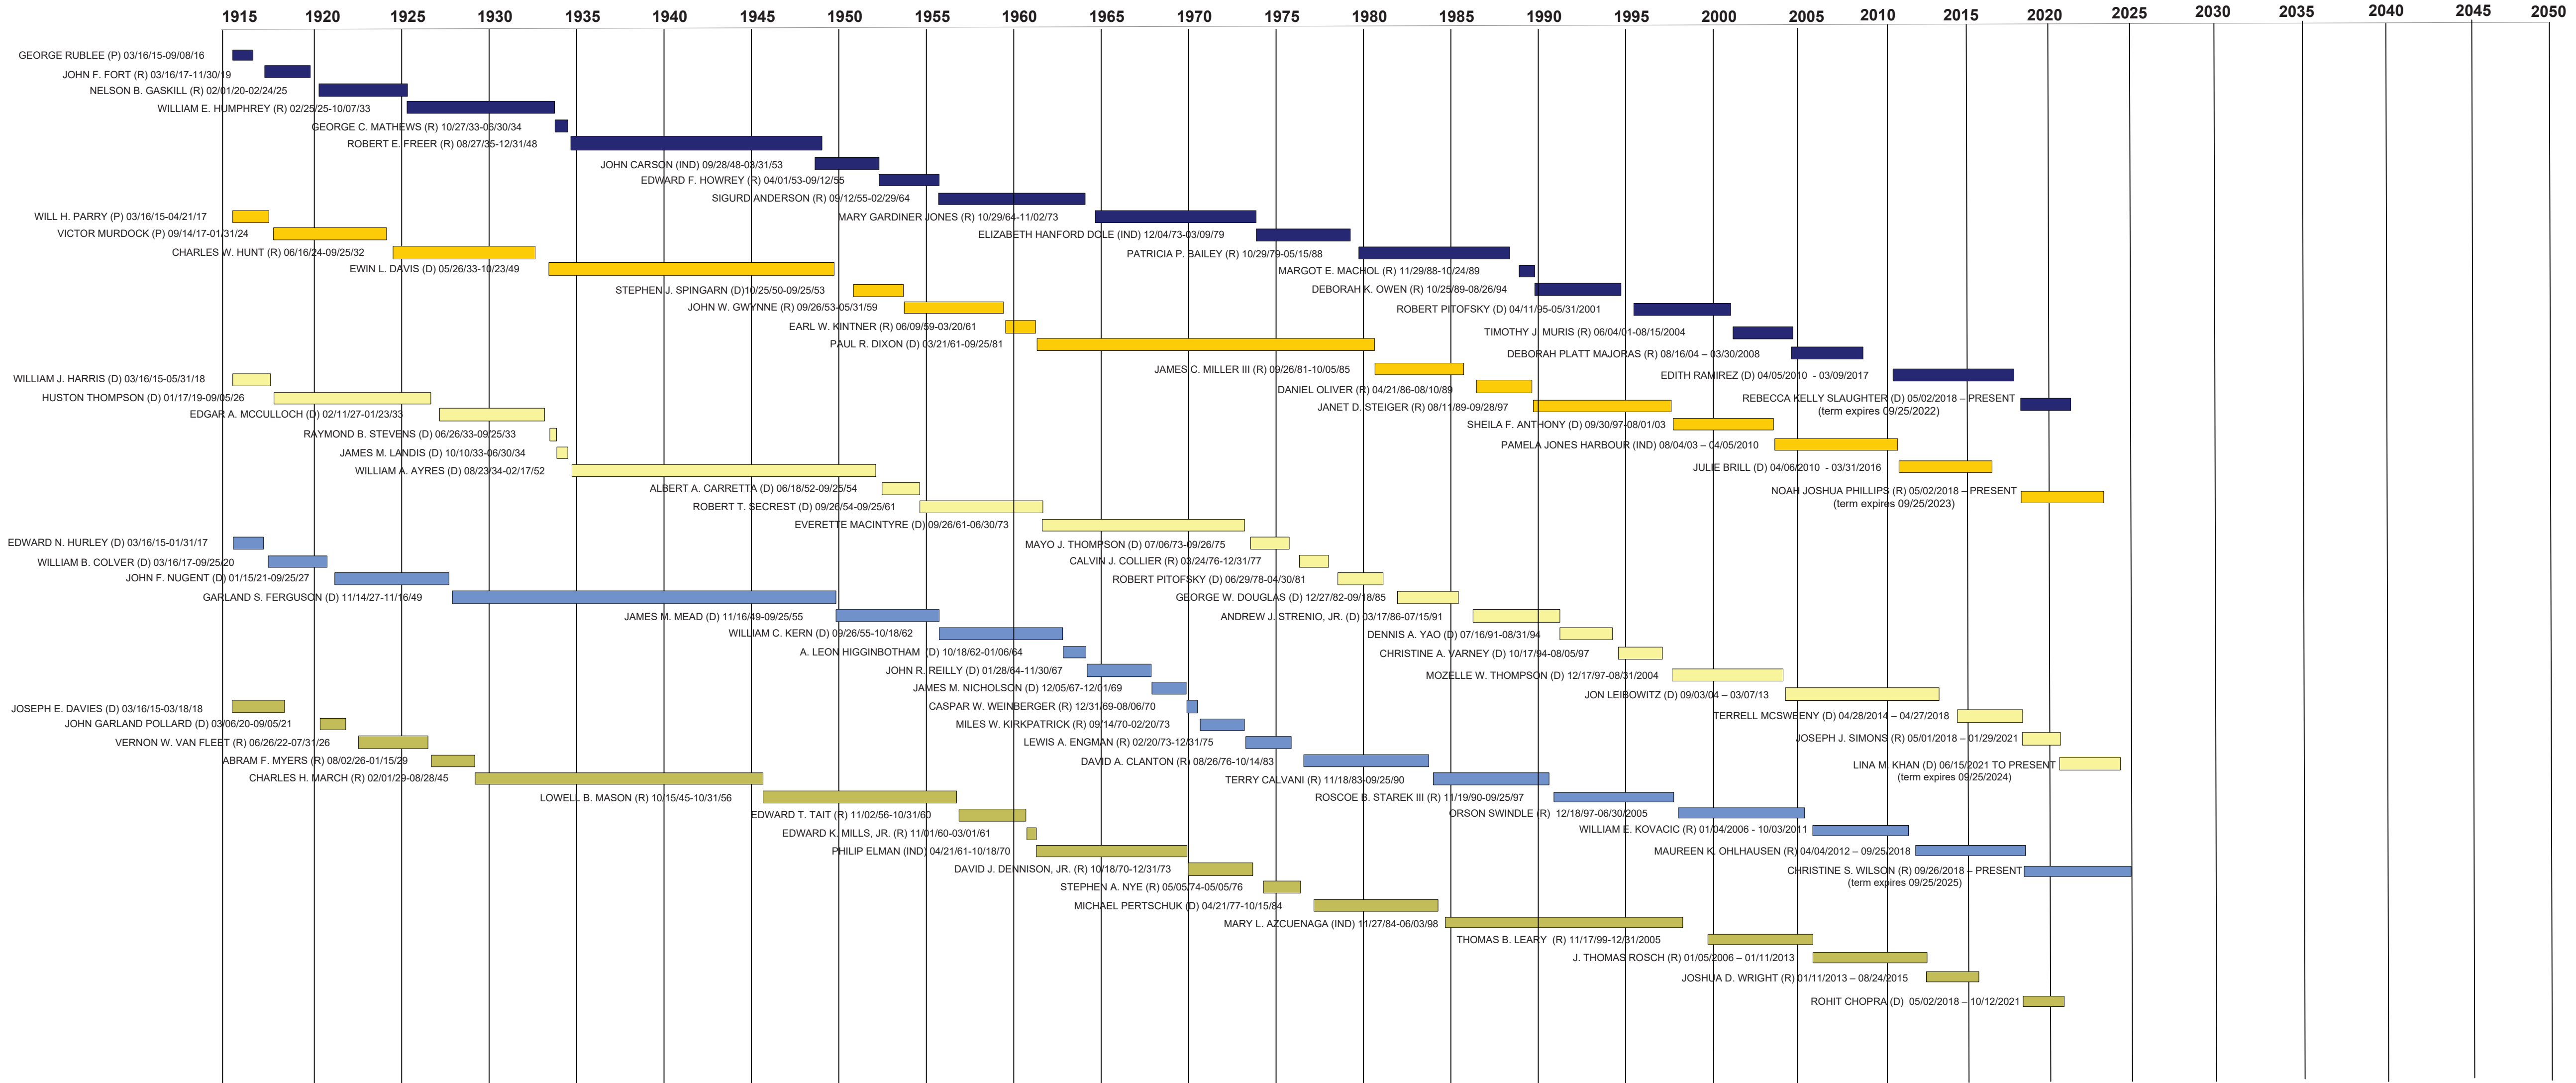 1915 1920 1925 1930 1935 1940 1945 1950 1955 1960 1965 1970 1975 1980 1985 1990 1995 2000 2005 2010 2015 2020 2025 2030 2035 2040 2045 2050
GEORGE RUBLEE (P) 03/16/15-09/08/16
JOHN F. FORT (R) 03/16/17-11/30/19
NELSON B. GASKILL (R) 02/01/20-02/24/25
WILLIAM E. HUMPHREY (R) 02/25/25-10/07/33
GEORGE C. MATHEWS (R) 10/27/33-06/30/34
ROBERT E. FREER (R) 08/27/35-12/31/48
JOHN CARSON (IND) 09/28/48-03/31/53
EDWARD F. HOWREY (R) 04/01/53-09/12/55
SIGURD ANDERSON (R) 09/12/55-02/29/64
MARY GARDINER JONES (R) 10/29/64-11/02/73
ELIZABETH HANFORD DOLE (IND) 12/04/73-03/09/79
PATRICIA P. BAILEY (R) 10/29/79-05/15/88
MARGOT E. MACHOL (R) 11/29/88-10/24/89
DEBORAH K. OWEN (R) 10/25/89-08/26/94
ROBERT PITOFSKY (D) 04/11/95-05/31/2001
TIMOTHY J. MURIS (R) 06/04/01-08/15/2004
DEBORAH PLATT MAJORAS (R) 08/16/04 – 03/30/2008
EDITH RAMIREZ (D) 04/05/2010 - 03/09/2017
REBECCA KELLY SLAUGHTER (D) 05/02/2018 – PRESENT
(term expires 09/25/2022)
WILL H. PARRY (P) 03/16/15-04/21/17
VICTOR MURDOCK (P) 09/14/17-01/31/24
CHARLES W. HUNT (R) 06/16/24-09/25/32
EWIN L. DAVIS (D) 05/26/33-10/23/49
STEPHEN J. SPINGARN (D)10/25/50-09/25/53
JOHN W. GWYNNE (R) 09/26/53-05/31/59
EARL W. KINTNER (R) 06/09/59-03/20/61
PAUL R. DIXON (D) 03/21/61-09/25/81
JAMES C. MILLER III (R) 09/26/81-10/05/85
DANIEL OLIVER (R) 04/21/86-08/10/89
JANET D. STEIGER (R) 08/11/89-09/28/97
SHEILA F. ANTHONY (D) 09/30/97-08/01/03
PAMELA JONES HARBOUR (IND) 08/04/03 – 04/05/2010
JULIE BRILL (D) 04/06/2010 - 03/31/2016
NOAH JOSHUA PHILLIPS (R) 05/02/2018 – PRESENT
(term expires 09/25/2023)
WILLIAM J. HARRIS (D) 03/16/15-05/31/18
HUSTON THOMPSON (D) 01/17/19-09/05/26
EDGAR A. MCCULLOCH (D) 02/11/27-01/23/33
RAYMOND B. STEVENS (D) 06/26/33-09/25/33
JAMES M. LANDIS (D) 10/10/33-06/30/34
WILLIAM A. AYRES (D) 08/23/34-02/17/52
ALBERT A. CARRETTA (D) 06/18/52-09/25/54
ROBERT T. SECREST (D) 09/26/54-09/25/61
EVERETTE MACINTYRE (D) 09/26/61-06/30/73
MAYO J. THOMPSON (D) 07/06/73-09/26/75
CALVIN J. COLLIER (R) 03/24/76-12/31/77
ROBERT PITOFSKY (D) 06/29/78-04/30/81
GEORGE W. DOUGLAS (D) 12/27/82-09/18/85
ANDREW J. STRENIO, JR. (D) 03/17/86-07/15/91
DENNIS A. YAO (D) 07/16/91-08/31/94
CHRISTINE A. VARNEY (D) 10/17/94-08/05/97
MOZELLE W. THOMPSON (D) 12/17/97-08/31/2004
JON LEIBOWITZ (D) 09/03/04 – 03/07/13
TERRELL MCSWEENY (D) 04/28/2014 – 04/27/2018
JOSEPH J. SIMONS (R) 05/01/2018 – 01/29/2021
LINA M. KHAN (D) 06/15/2021 TO PRESENT
(term expires 09/25/2024)
EDWARD N. HURLEY (D) 03/16/15-01/31/17
WILLIAM B. COLVER (D) 03/16/17-09/25/20
JOHN F. NUGENT (D) 01/15/21-09/25/27
GARLAND S. FERGUSON (D) 11/14/27-11/16/49
JAMES M. MEAD (D) 11/16/49-09/25/55
WILLIAM C. KERN (D) 09/26/55-10/18/62
A. LEON HIGGINBOTHAM (D) 10/18/62-01/06/64
JOHN R. REILLY (D) 01/28/64-11/30/67
JAMES M. NICHOLSON (D) 12/05/67-12/01/69
CASPAR W. WEINBERGER (R) 12/31/69-08/06/70
MILES W. KIRKPATRICK (R) 09/14/70-02/20/73
LEWIS A. ENGMAN (R) 02/20/73-12/31/75
DAVID A. CLANTON (R) 08/26/76-10/14/83
TERRY CALVANI (R) 11/18/83-09/25/90
ROSCOE B. STAREK III (R) 11/19/90-09/25/97
ORSON SWINDLE (R) 12/18/97-06/30/2005
WILLIAM E. KOVACIC (R) 01/04/2006 - 10/03/2011
MAUREEN K. OHLHAUSEN (R) 04/04/2012 – 09/25/2018
CHRISTINE S. WILSON (R) 09/26/2018 – PRESENT
(term expires 09/25/2025)
JOSEPH E. DAVIES (D) 03/16/15-03/18/18
JOHN GARLAND POLLARD (D) 03/06/20-09/05/21
VERNON W. VAN FLEET (R) 06/26/22-07/31/26
ABRAM F. MYERS (R) 08/02/26-01/15/29
CHARLES H. MARCH (R) 02/01/29-08/28/45
LOWELL B. MASON (R) 10/15/45-10/31/56
EDWARD T. TAIT (R) 11/02/56-10/31/60
EDWARD K. MILLS, JR. (R) 11/01/60-03/01/61
PHILIP ELMAN (IND) 04/21/61-10/18/70
DAVID J. DENNISON, JR. (R) 10/18/70-12/31/73
STEPHEN A. NYE (R) 05/05/74-05/05/76
MICHAEL PERTSCHUK (D) 04/21/77-10/15/84
MARY L. AZCUENAGA (IND) 11/27/84-06/03/98
THOMAS B. LEARY (R) 11/17/99-12/31/2005
J. THOMAS ROSCH (R) 01/05/2006 – 01/11/2013
JOSHUA D. WRIGHT (R) 01/11/2013 – 08/24/2015
ROHIT CHOPRA (D) 05/02/2018 – 10/12/2021